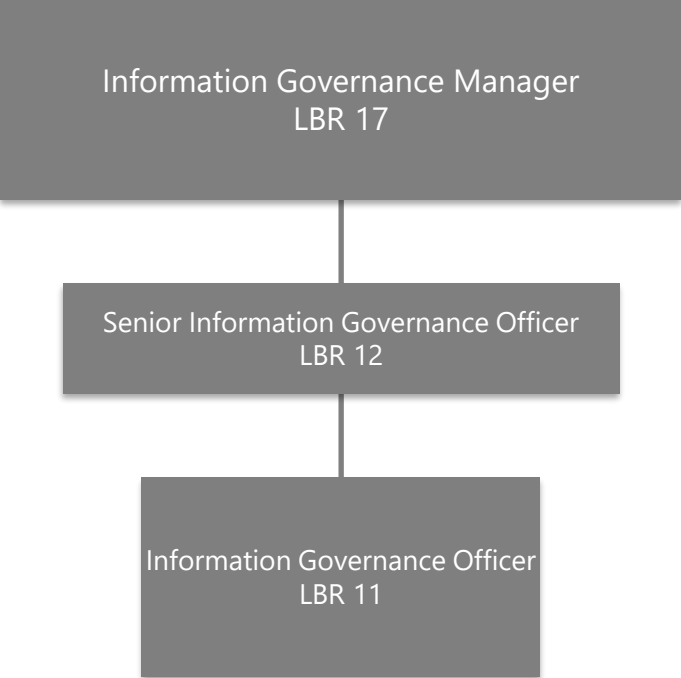 Information Governance Manager
LBR 17
Senior Information Governance Officer
LBR 12
Information Governance Officer
LBR 11